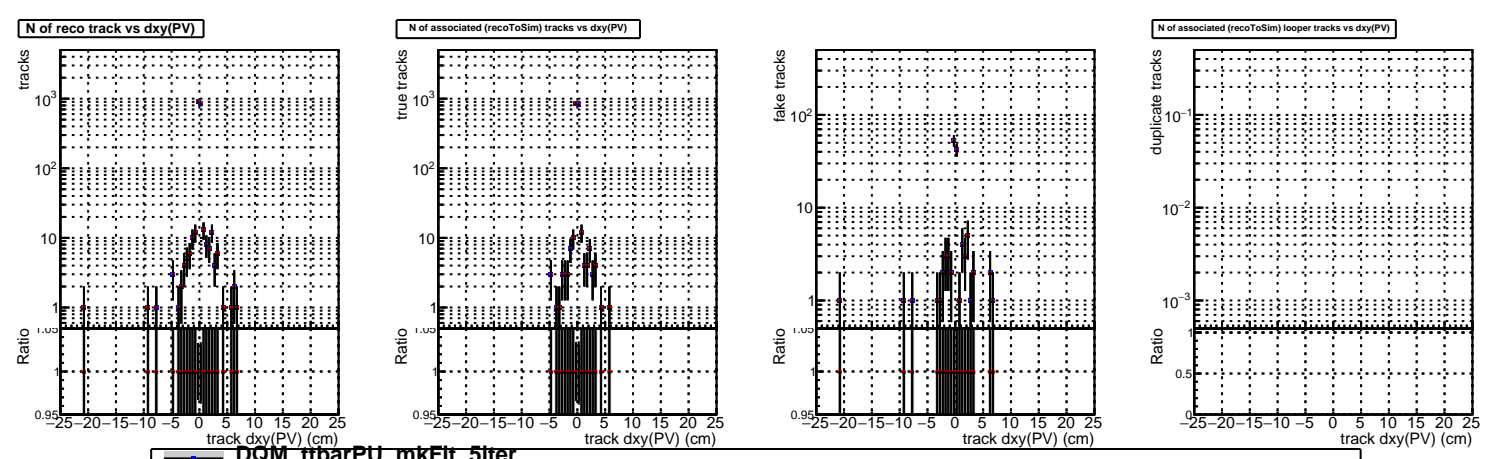 N of reco track vs dxy(PV)
tracks
10³
10²
10
1
1.05
Ratio
1
0.95
−25 −20 −15 −10 −5 0 5 10 15 20 25
track dxy(PV) (cm)
N of associated (recoToSim) tracks vs dxy(PV)
true tracks
10³
10²
10
1
1.05
Ratio
1
0.95
−25 −20 −15 −10 −5 0 5 10 15 20 25
track dxy(PV) (cm)
fake tracks
10²
10
1
1.05
Ratio
1
0.95
−25 −20 −15 −10 −5 0 5 10 15 20 25
track dxy(PV) (cm)
N of associated (recoToSim) looper tracks vs dxy(PV)
duplicate tracks
10⁻¹
10⁻²
10⁻³
Ratio
1
0.5
0
−25 −20 −15 −10 −5 0 5 10 15 20 25
track dxy(PV) (cm)
DQM_ttbarPU_mkFit_5iter